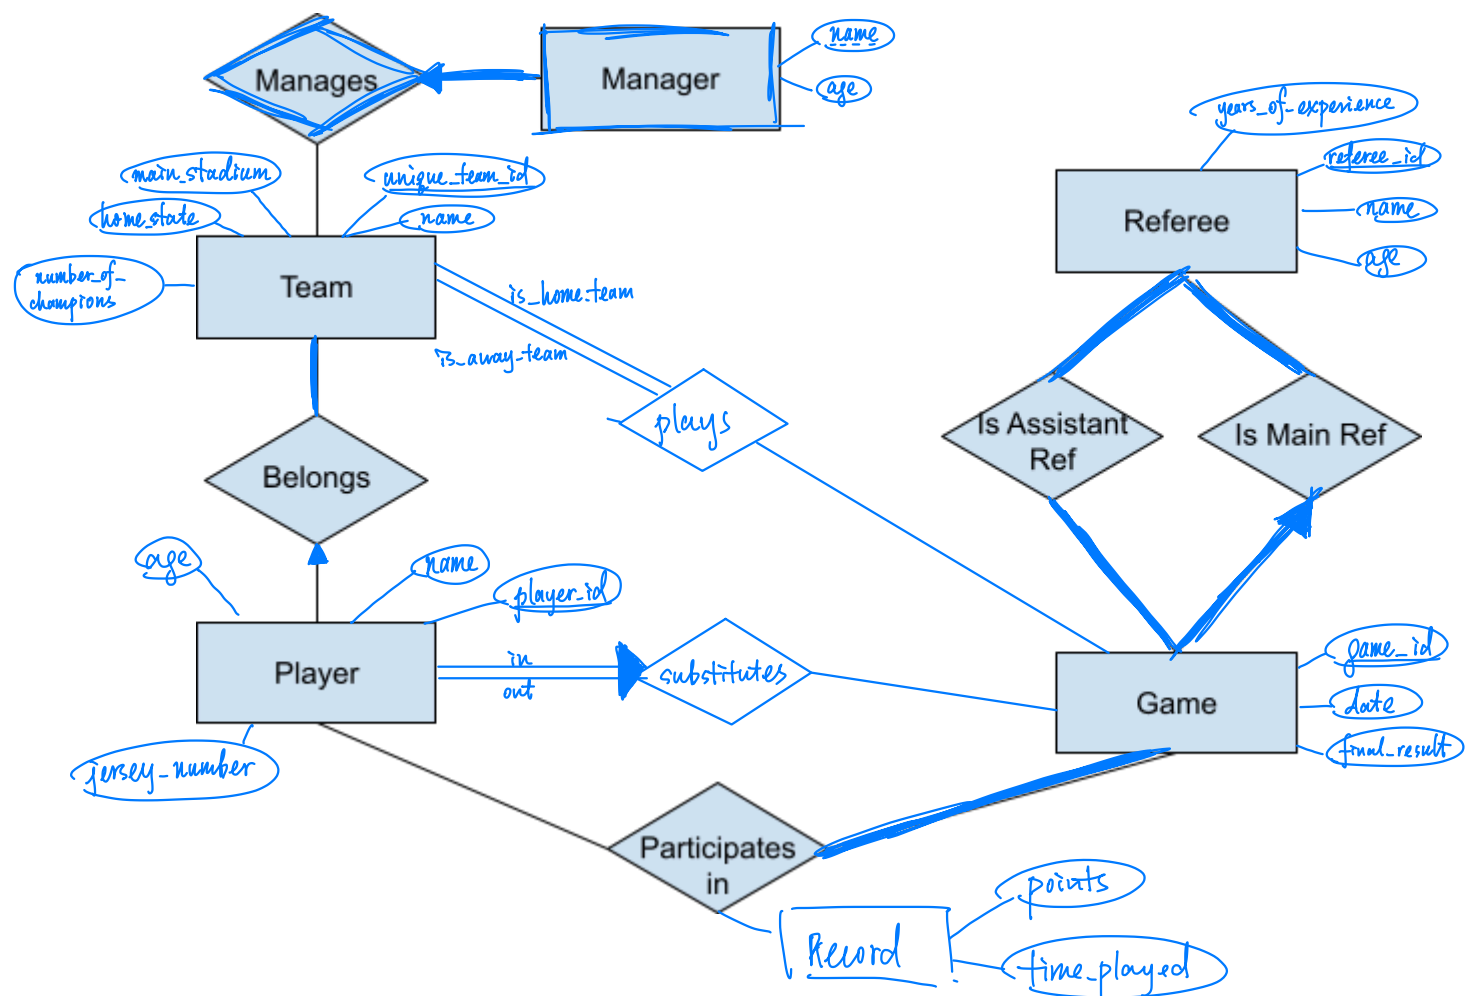 Manages
Manager
name
age
years_of_experience
referee_id
name
age
Referee
main_stadium
unique_team_id
home_state
name
number_of_
champions
Team
is_home_team
is_away_team
plays
Is Assistant
Ref
Is Main Ref
Belongs
age
name
player_id
Player
in
out
substitutes
jersey_number
game_id
date
final_result
Game
Participates
in
Record
points
time_played